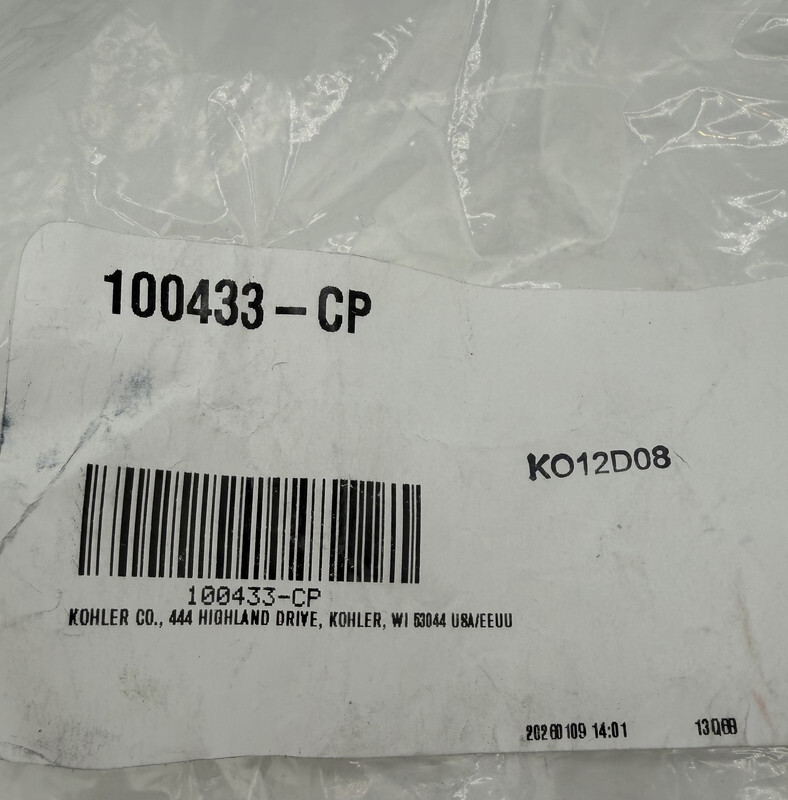 100433-CP
KO12D08
100433-CP
KOHLER CO., 444 HIGHLAND DRIVE, KOHLER, WI 53044 USA/EEUU
20260109 14:01